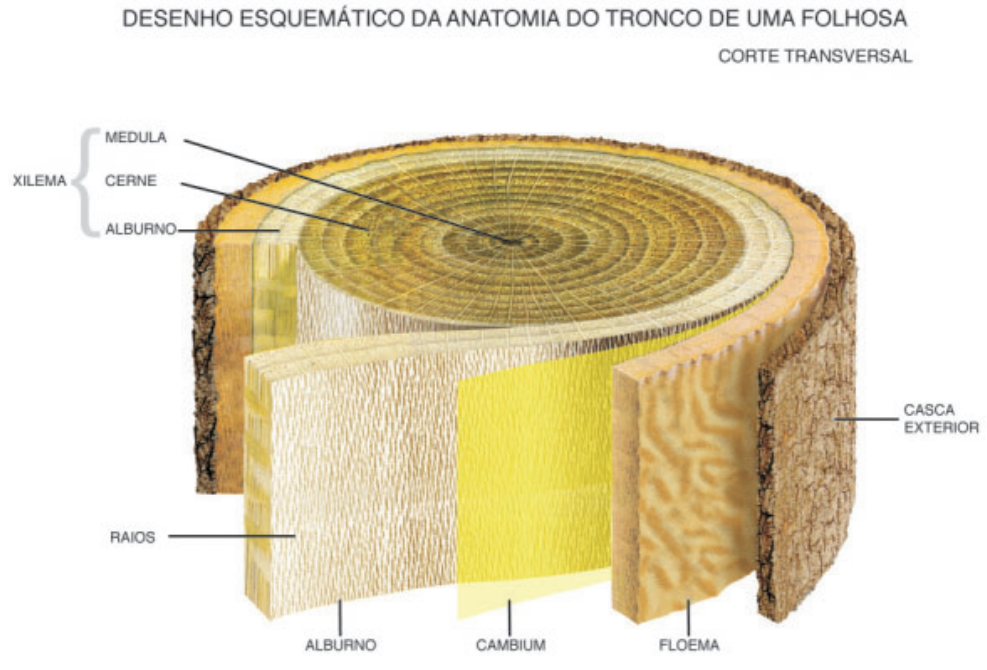 DESENHO ESQUEMÁTICO DA ANATOMIA DO TRONCO DE UMA FOLHOSA
CORTE TRANSVERSAL
MEDULA
XILEMA
CERNE
ALBURNO
CASCA
EXTERIOR
RAIOS
ALBURNO
CAMBIUM
FLOEMA